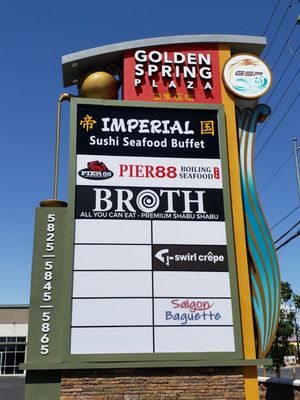 GOLDEN
SPRING
PLAZA
GSP
帝 IMPERIAL 国
Sushi Seafood Buffet
PIER 88
PIER88 BOILING
SEAFOOD
BROTH
ALL YOU CAN EAT - PREMIUM SHABU SHABU
swirl crêpe
Saigon
Baguette
5825-5845-5865